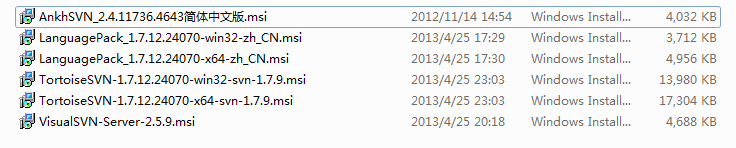 AnkhSVN_2.4.11736.4643简体中文版.msi 2012/11/14 14:54 Windows Install... 4,032 KB
LanguagePack_1.7.12.24070-win32-zh_CN.msi 2013/4/25 17:29 Windows Install... 3,712 KB
LanguagePack_1.7.12.24070-x64-zh_CN.msi 2013/4/25 17:30 Windows Install... 4,956 KB
TortoiseSVN-1.7.12.24070-win32-svn-1.7.9.msi 2013/4/25 23:03 Windows Install... 13,980 KB
TortoiseSVN-1.7.12.24070-x64-svn-1.7.9.msi 2013/4/25 23:03 Windows Install... 17,304 KB
VisualSVN-Server-2.5.9.msi 2013/4/25 20:18 Windows Install... 4,688 KB